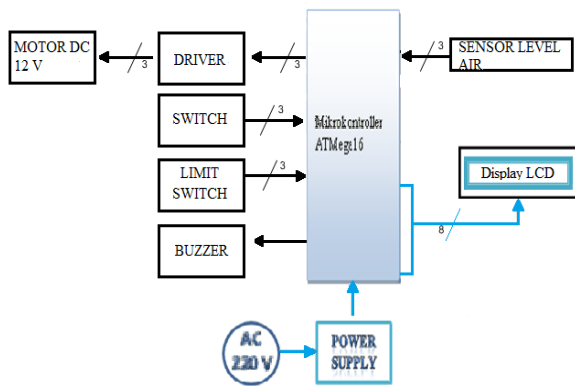 MOTOR DC
12 V
3
DRIVER
3
3
SENSOR LEVEL
AIR
SWITCH
3
Mikrokontroller
ATMega16
LIMIT
SWITCH
3
Display LCD
8
BUZZER
AC
220 V
POWER
SUPPLY